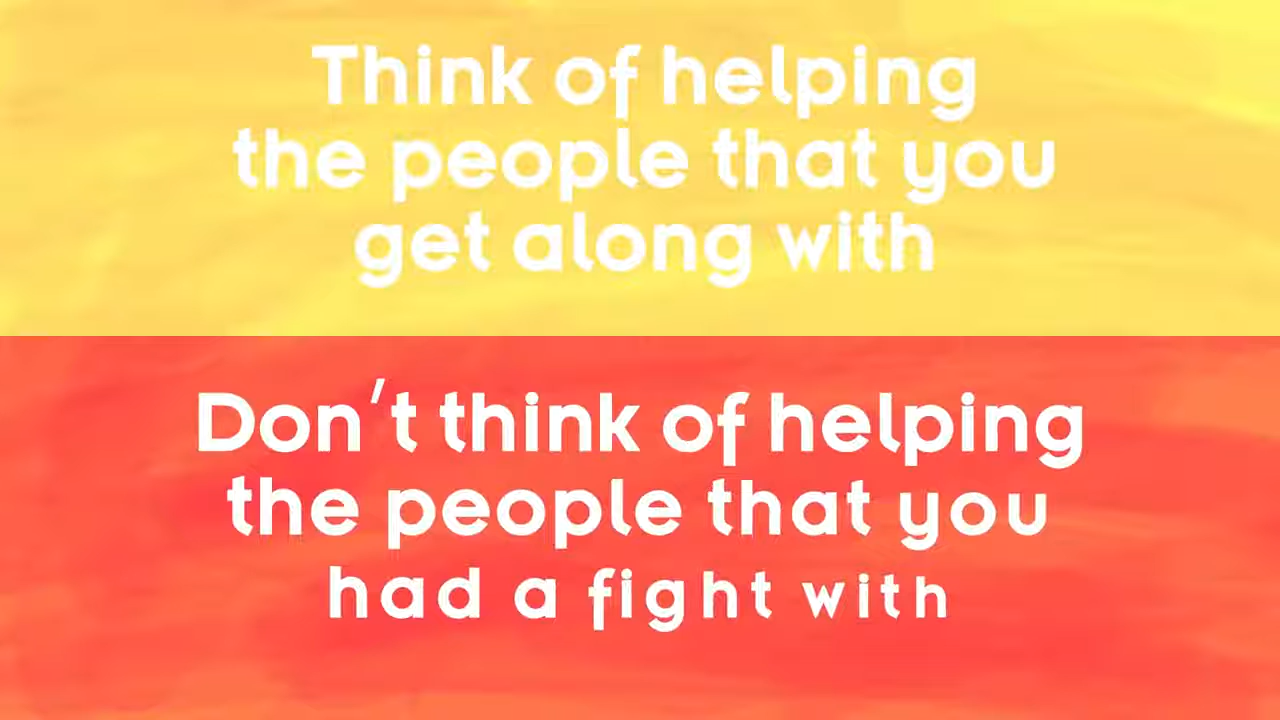 Think of helping
the people that you
get along with
Don't think of helping
the people that you
had a fight with